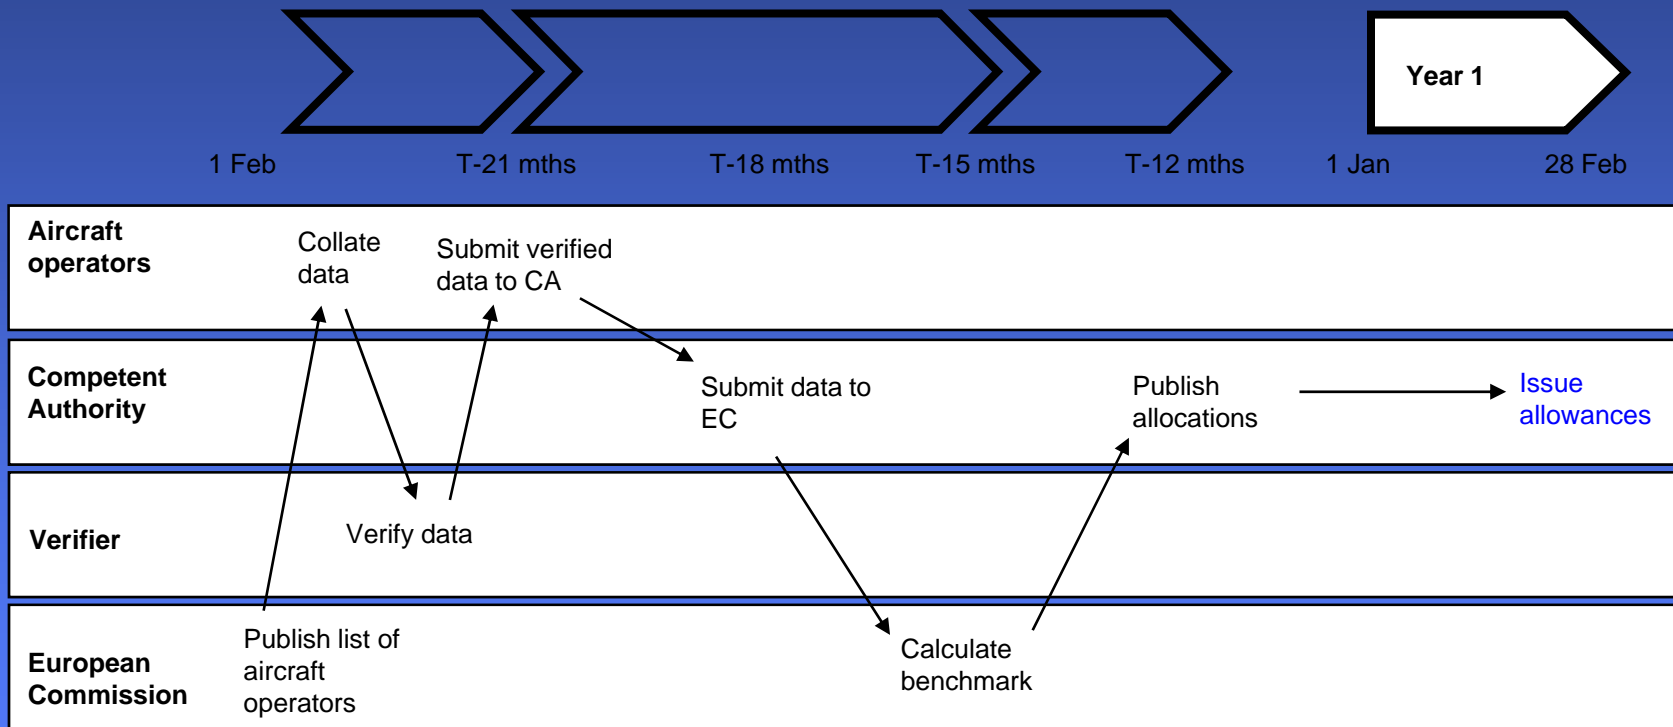 Year 1
1 Feb
T-21 mths
T-18 mths
T-15 mths
T-12 mths
1 Jan
28 Feb
Aircraft
operators
Collate
data
Submit verified
data to CA
Competent
Authority
Submit data to
EC
Publish
allocations
Issue
allowances
Verifier
Verify data
European
Commission
Publish list of
aircraft
operators
Calculate
benchmark